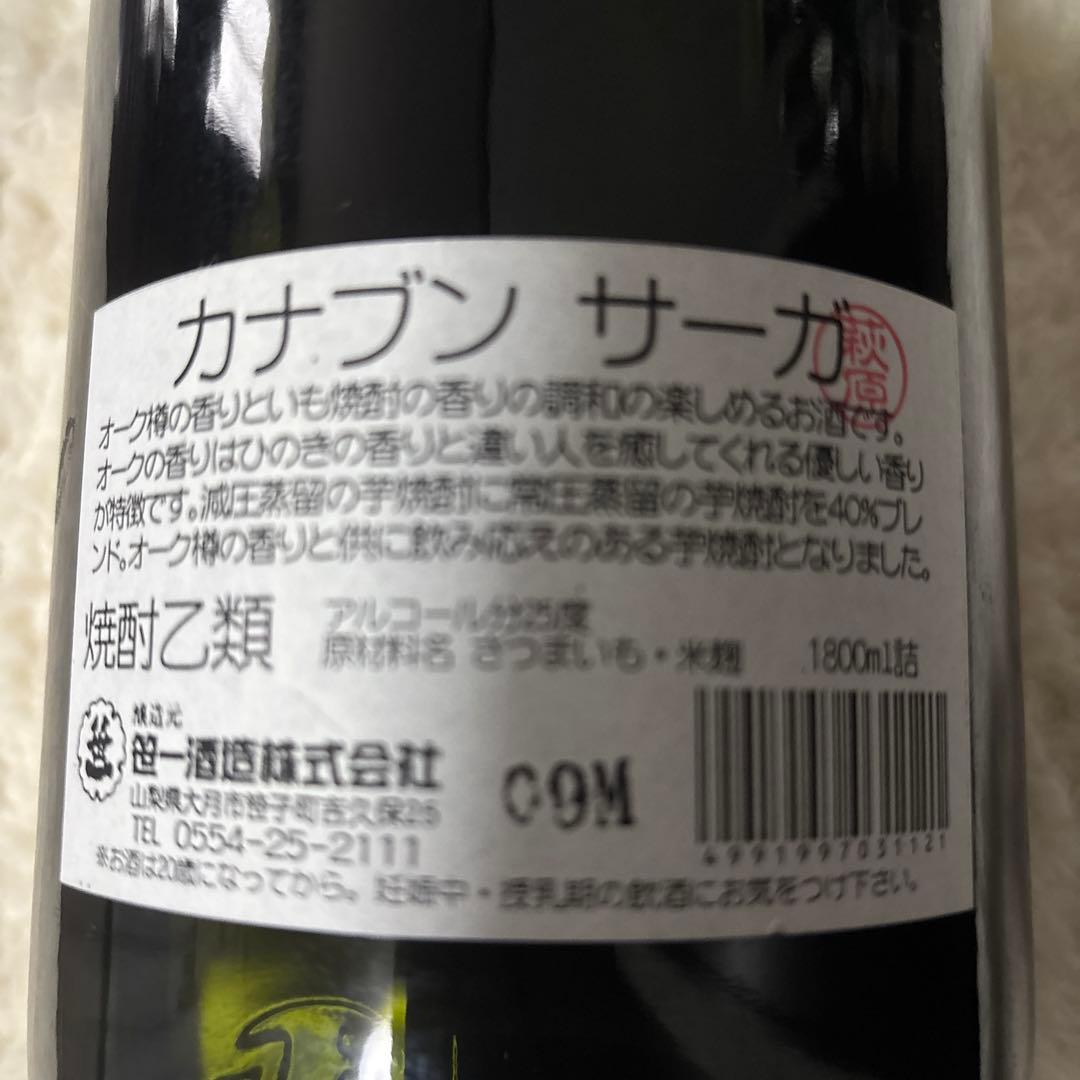 カナブン サーガ
萩原
オーク樽の香りといも焼酎の香りの調和の楽しめるお酒です。
オークの香りはひのきの香りと違い人を癒してくれる優しい香り
が特徴です。減圧蒸留の芋焼酎に常圧蒸留の芋焼酎を40%ブレ
ンド。オーク樽の香りと供に飲み応えのある芋焼酎となりました。
焼酎乙類
アルコール分25度
原材料名 さつまいも・米麹 1800ml詰
笹
醸造元
笹一酒造株式会社
山梨県大月市笹子町吉久保26
TEL 0554-25-2111
C9M
4991997031121
※お酒は20歳になってから。妊娠中・授乳期の飲酒にお気をつけ下さい。